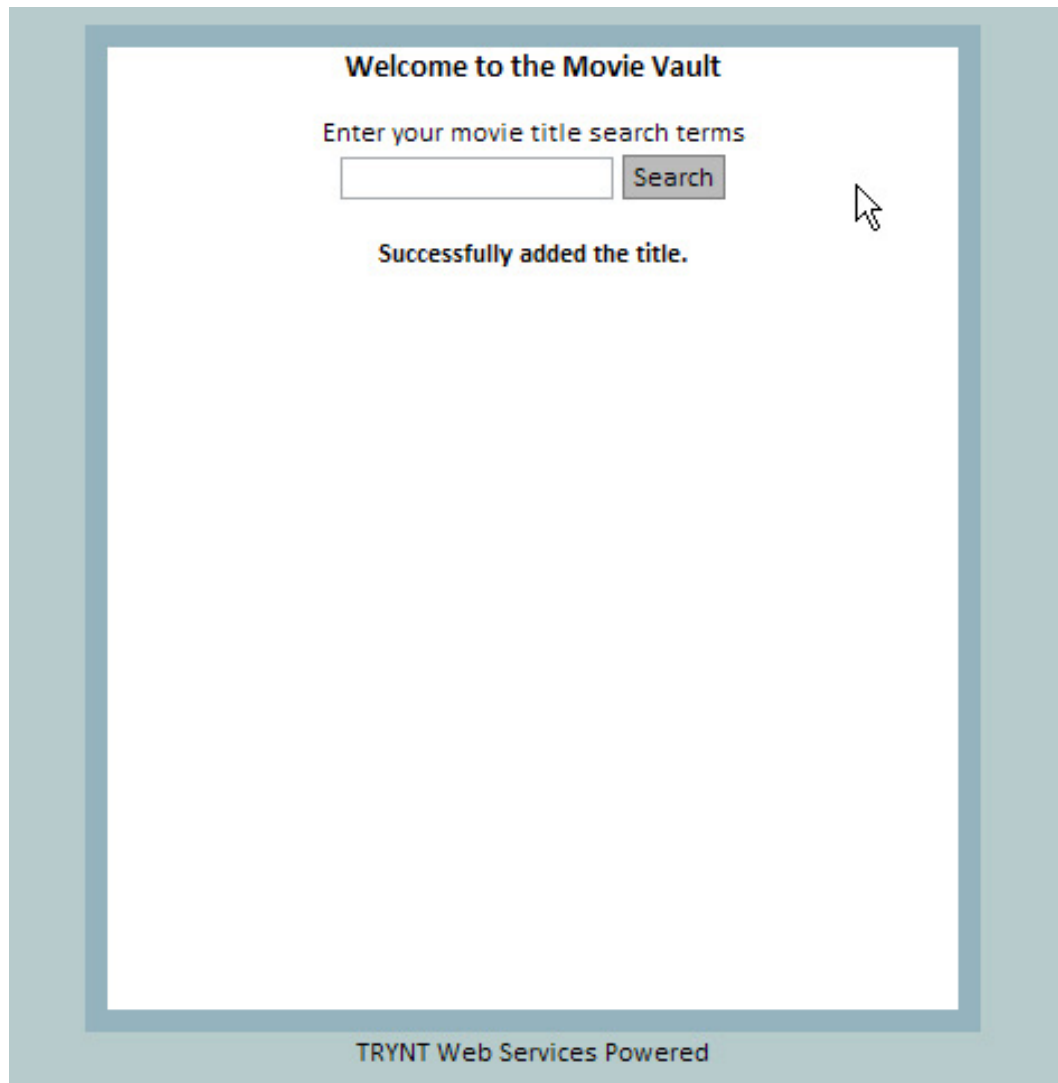 Welcome to the Movie Vault
Enter your movie title search terms
Search
Successfully added the title.
TRYNT Web Services Powered